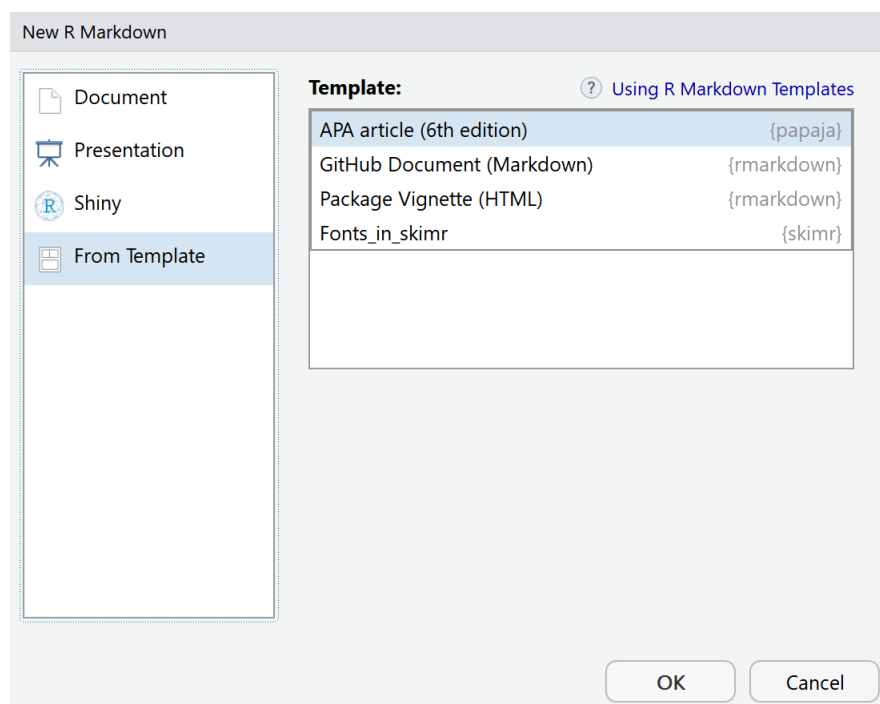 New R Markdown
Document
Presentation
R Shiny
From Template
Template:
? Using R Markdown Templates
APA article (6th edition) {papaja}
GitHub Document (Markdown) {rmarkdown}
Package Vignette (HTML) {rmarkdown}
Fonts_in_skimr {skimr}
OK Cancel